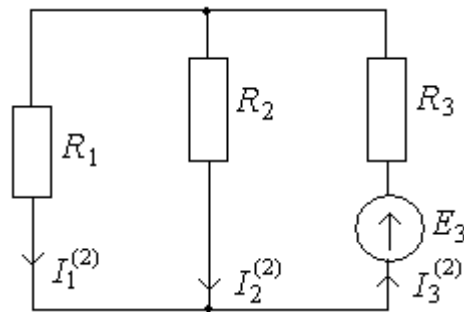 R₂
R₃
R₁
E₃
I₁⁽²⁾
I₂⁽²⁾
I₃⁽²⁾